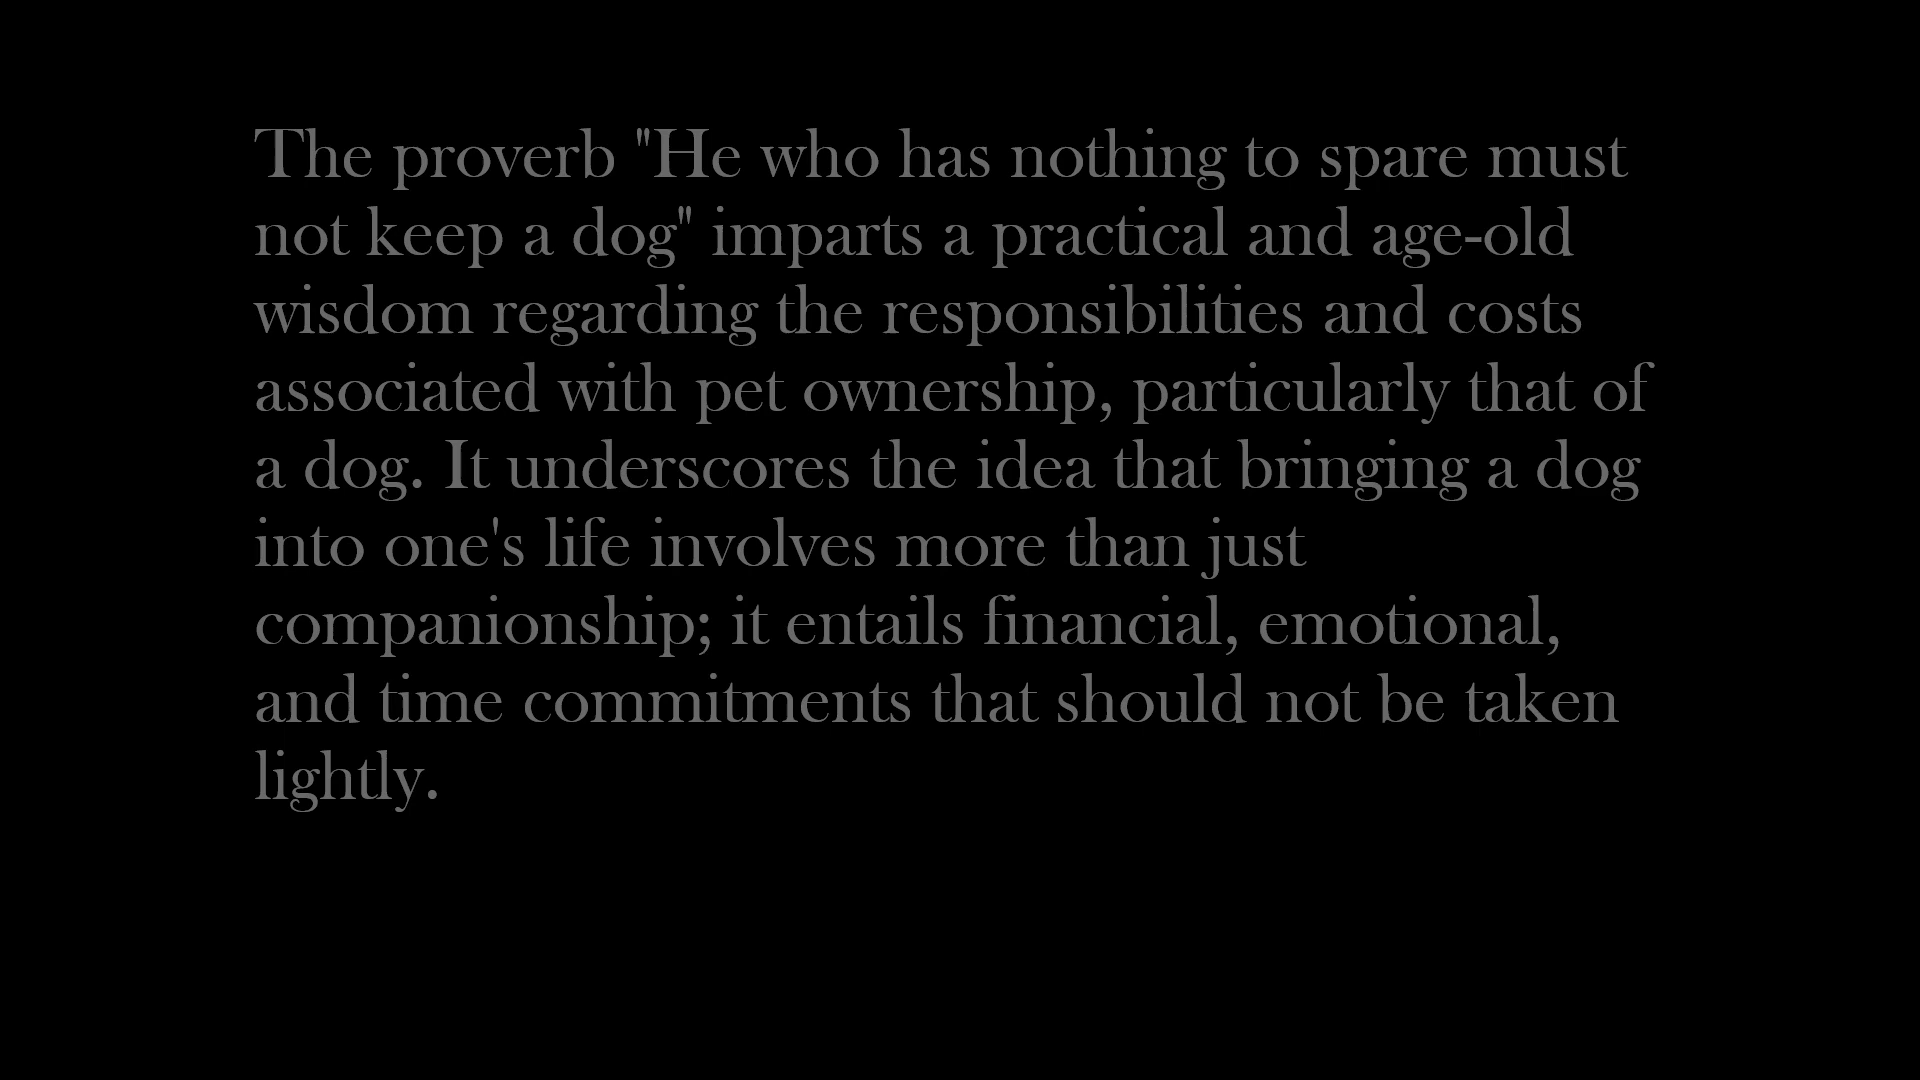 The proverb "He who has nothing to spare must
not keep a dog" imparts a practical and age-old
wisdom regarding the responsibilities and costs
associated with pet ownership, particularly that of
a dog. It underscores the idea that bringing a dog
into one's life involves more than just
companionship; it entails financial, emotional,
and time commitments that should not be taken
lightly.